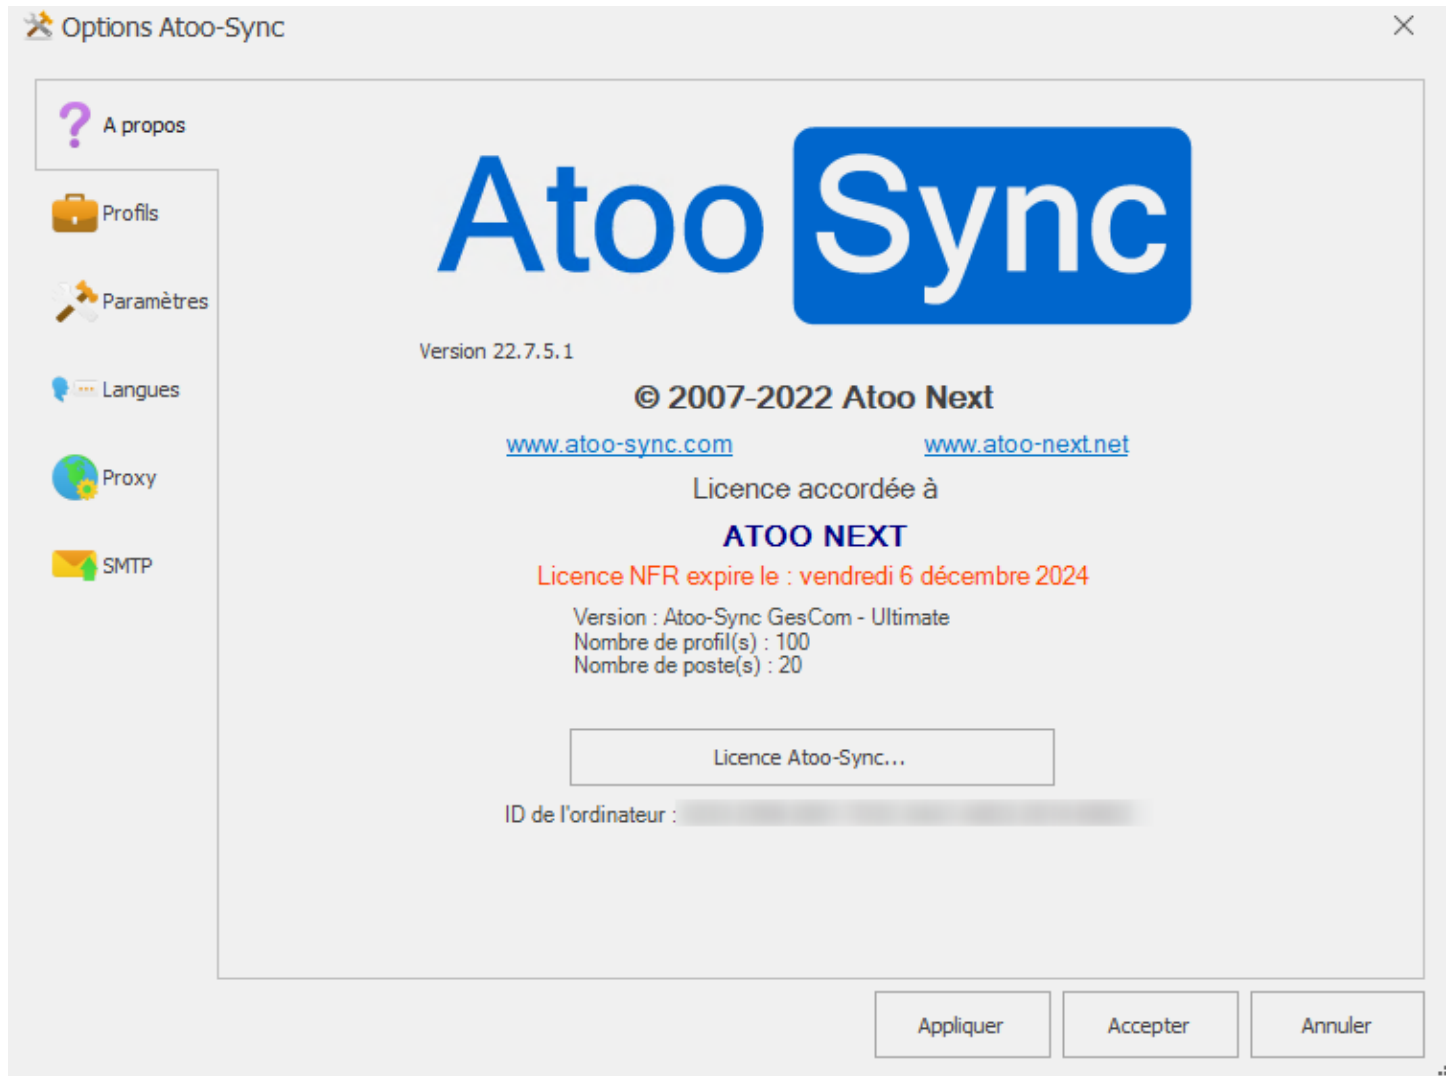 Options Atoo-Sync
A propos
Profils
Paramètres
Langues
Proxy
SMTP
Atoo Sync
Version 22.7.5.1
© 2007-2022 Atoo Next
www.atoo-sync.com www.atoo-next.net
Licence accordée à
ATOO NEXT
Licence NFR expire le : vendredi 6 décembre 2024
Version : Atoo-Sync GesCom - Ultimate
Nombre de profil(s) : 100
Nombre de poste(s) : 20
Licence Atoo-Sync...
ID de l'ordinateur :
Appliquer Accepter Annuler